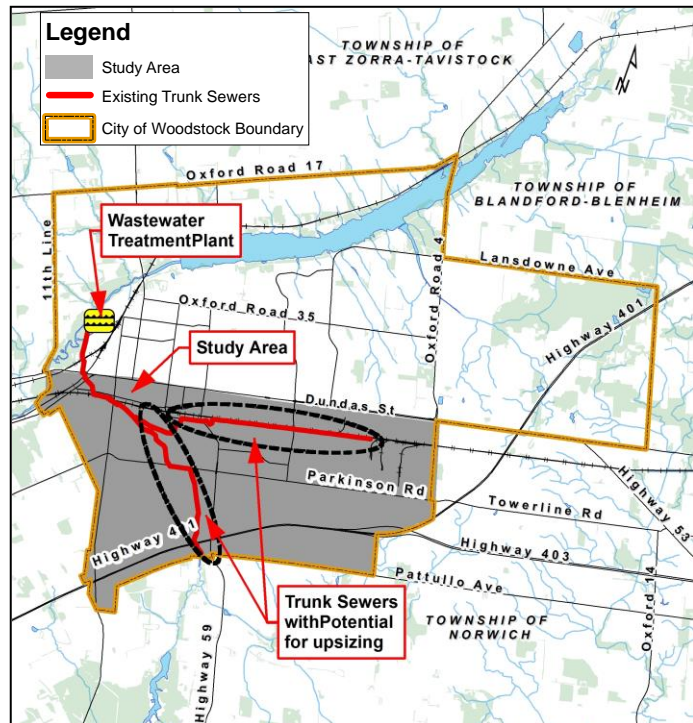 Legend
Study Area
Existing Trunk Sewers
City of Woodstock Boundary
TOWNSHIP OF
AST ZORRA-TAVISTOCK
N
Oxford Road 17
TOWNSHIP OF
BLANDFORD-BLENHEIM
11th Line
Wastewater
TreatmentPlant
Oxford Road 4
Lansdowne Ave
Oxford Road 35
Highway 401
Study Area
Dundas St
Parkinson Rd
Towerline Rd
Highway 53
Highway 401
Highway 403
Pattullo Ave
Oxford 14
Trunk Sewers
withPotential
for upsizing
TOWNSHIP OF
NORWICH
Highway 59